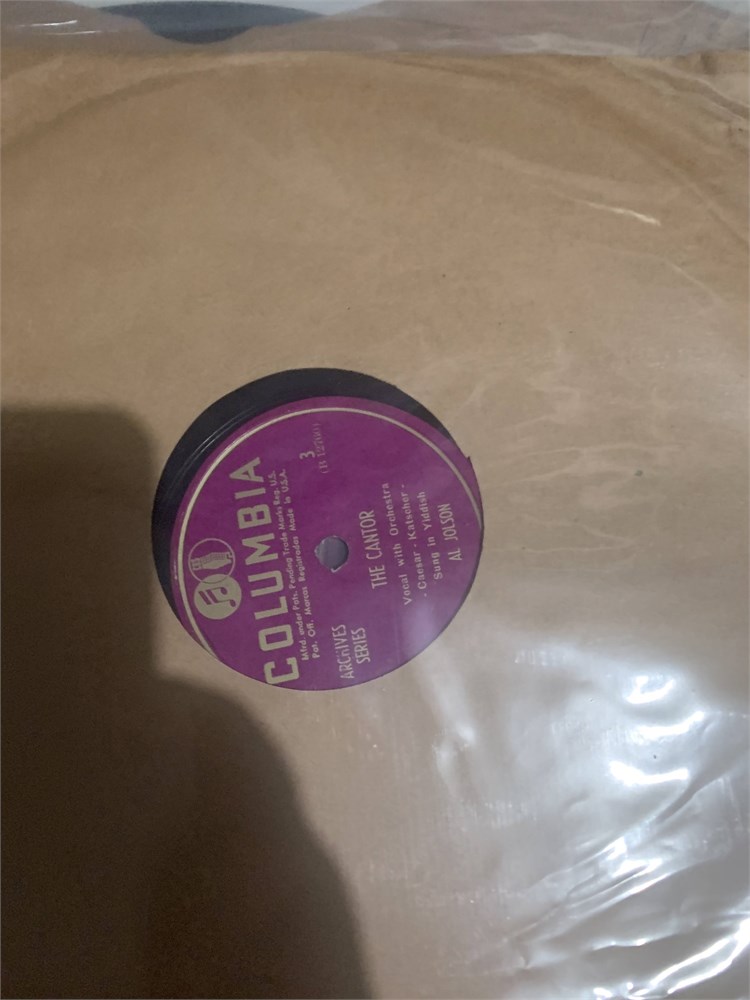 COLUMBIA
Mfrd. under Pats. Pending Trade Marks Reg. U.S.
Pat. Off. Marcas Registradas Made in U.S.A.
3
ARCHIVES
SERIES
THE CANTOR
Vocal with Orchestra
- Caesar - Katscher -
Sung in Yiddish
AL JOLSON